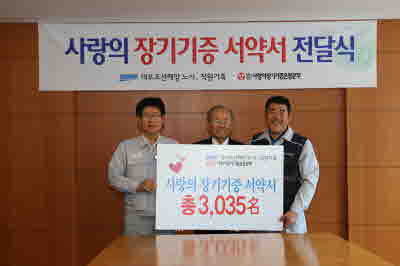 사랑의 장기기증 서약서 전달식
대우조선해양 노사, 직원가족
사랑의장기기증운동본부
사랑의 장기기증 서약서
총3,035名